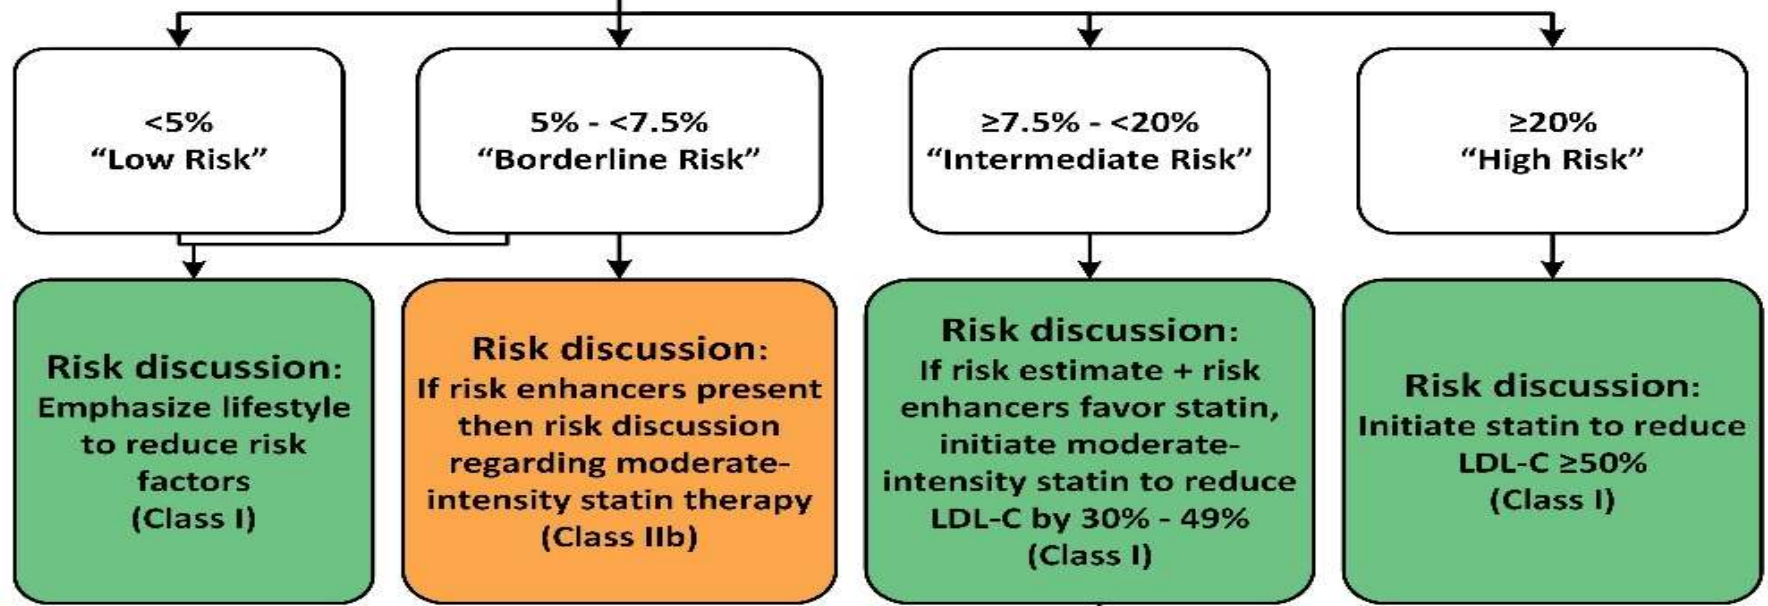 <5%
“Low Risk”
5% - <7.5%
“Borderline Risk”
≥7.5% - <20%
“Intermediate Risk”
≥20%
“High Risk”
Risk discussion:
Emphasize lifestyle
to reduce risk
factors
(Class I)
Risk discussion:
If risk enhancers present
then risk discussion
regarding moderate-
intensity statin therapy
(Class IIb)
Risk discussion:
If risk estimate + risk
enhancers favor statin,
initiate moderate-
intensity statin to reduce
LDL-C by 30% - 49%
(Class I)
Risk discussion:
Initiate statin to reduce
LDL-C ≥50%
(Class I)